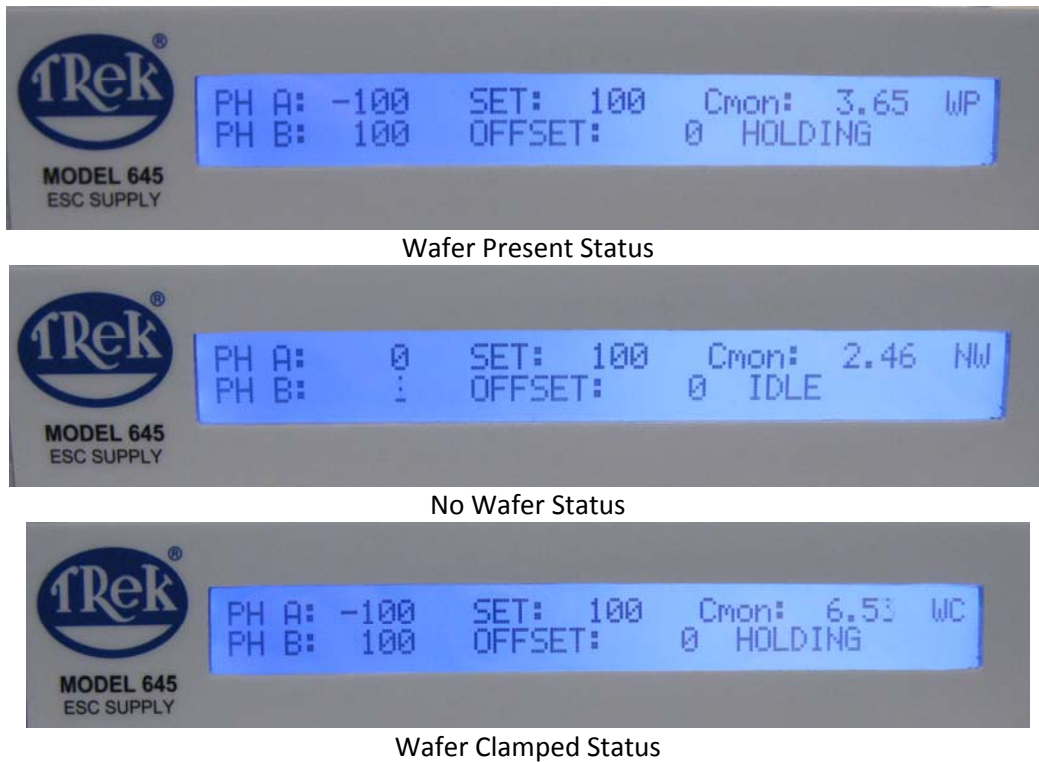 TRek®
MODEL 645
ESC SUPPLY
PH A: -100 SET: 100 Cmon: 3.65 WP
PH B: 100 OFFSET: 0 HOLDING
Wafer Present Status
TRek®
MODEL 645
ESC SUPPLY
PH A: 0 SET: 100 Cmon: 2.46 NW
PH B: OFFSET: 0 IDLE
No Wafer Status
TRek®
MODEL 645
ESC SUPPLY
PH A: -100 SET: 100 Cmon: 6.53 WC
PH B: 100 OFFSET: 0 HOLDING
Wafer Clamped Status